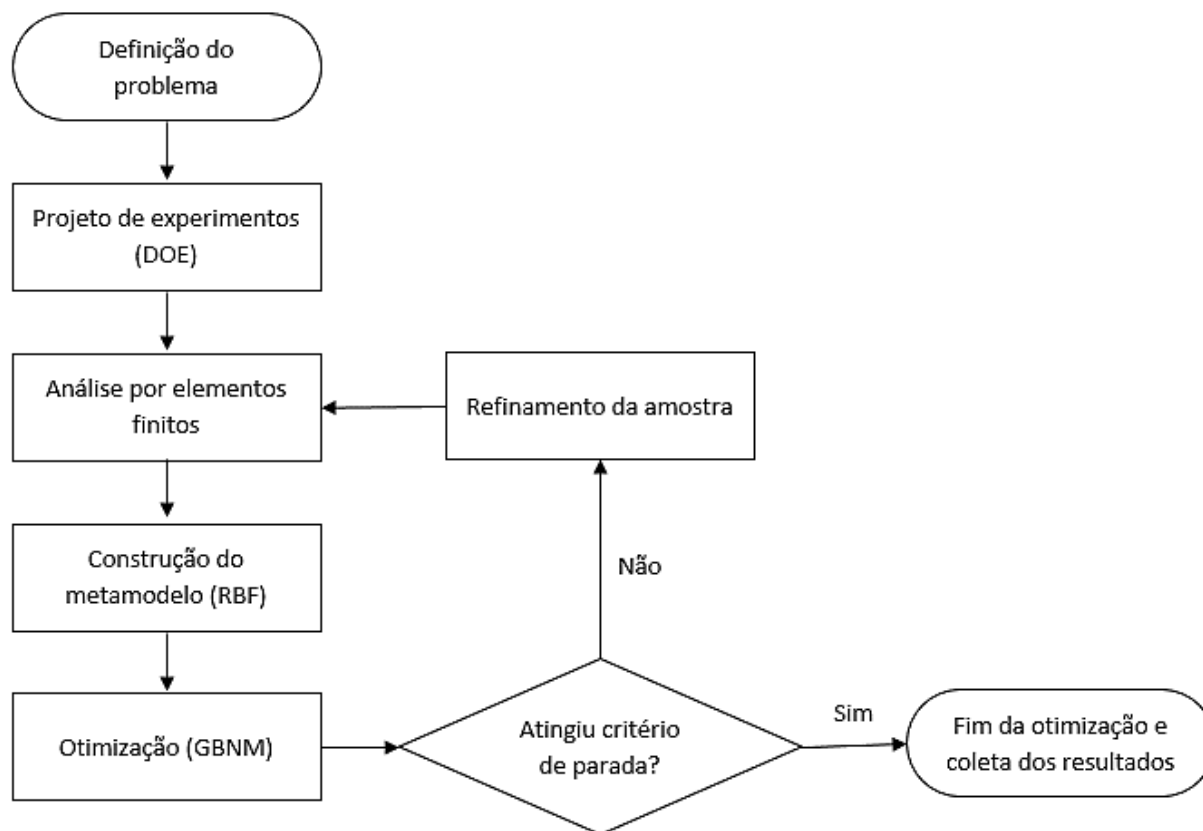 Definição do
problema
Projeto de experimentos
(DOE)
Análise por elementos
finitos
Refinamento da amostra
Construção do
metamodelo (RBF)
Não
Otimização (GBNM)
Atingiu critério
de parada?
Sim
Fim da otimização e
coleta dos resultados